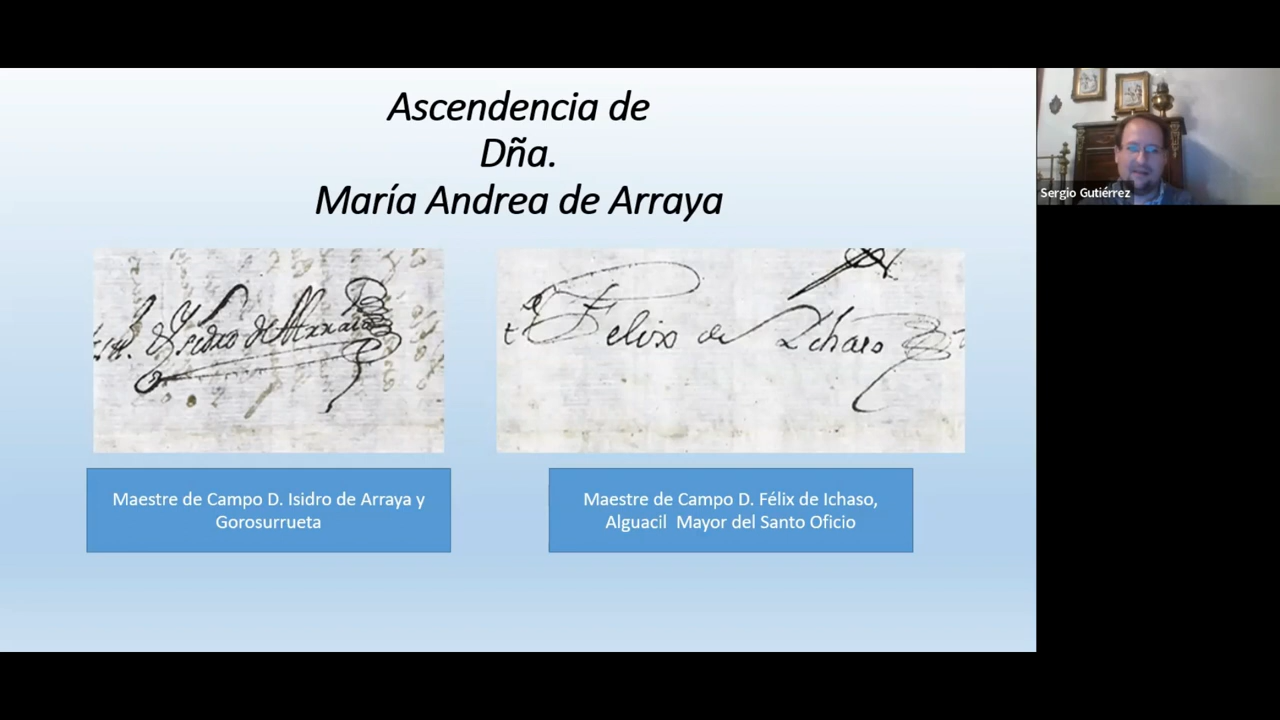 Ascendencia de
Dña.
María Andrea de Arraya
Sergio Gutiérrez
Isidro de Arraia
Felix de Ichaso
Maestre de Campo D. Isidro de Arraya y
Gorosurrueta
Maestre de Campo D. Félix de Ichaso,
Alguacil Mayor del Santo Oficio